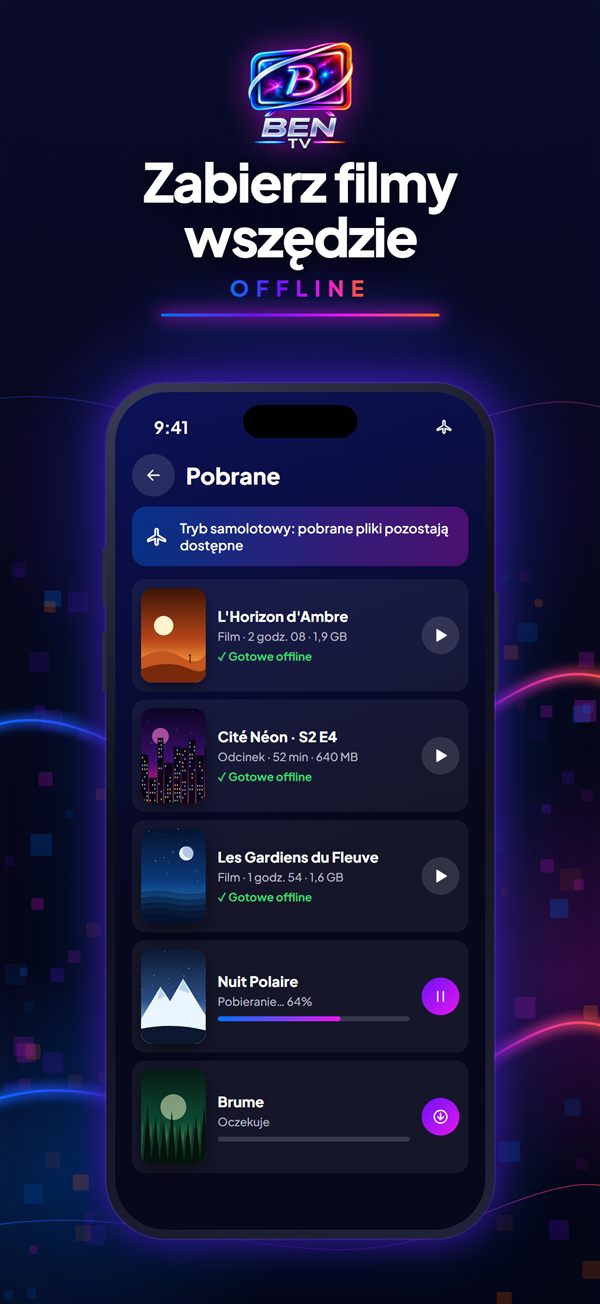 B
BEN
TV
Zabierz filmy
wszędzie
OFFLINE
9:41
Pobrane
Tryb samolotowy: pobrane pliki pozostają
dostępne
L'Horizon d'Ambre
Film · 2 godz. 08 · 1,9 GB
✓ Gotowe offline
Cité Néon · S2 E4
Odcinek · 52 min · 640 MB
✓ Gotowe offline
Les Gardiens du Fleuve
Film · 1 godz. 54 · 1,6 GB
✓ Gotowe offline
Nuit Polaire
Pobieranie… 64%
Brume
Oczekuje